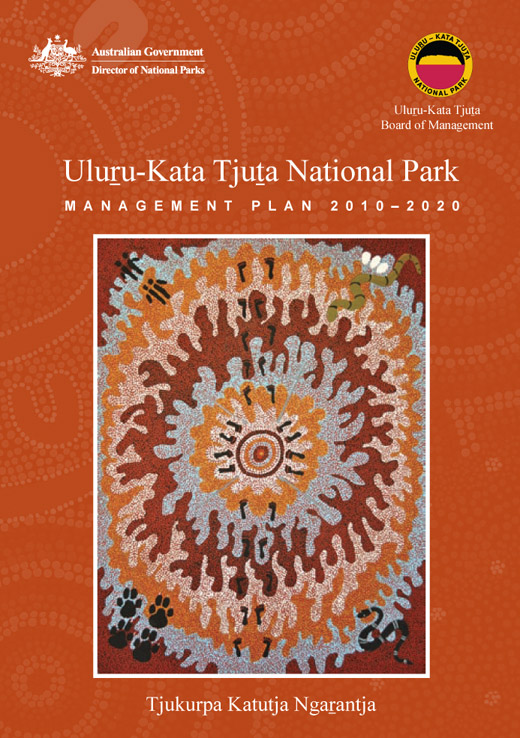 Australian Government
Director of National Parks
ULURU – KATA TJUTA
NATIONAL PARK
Uluṟu-Kata Tjuṯa
Board of Management
Uluṟu-Kata Tjuṯa National Park
MANAGEMENT PLAN 2010–2020
Tjukurpa Katutja Ngaṟantja